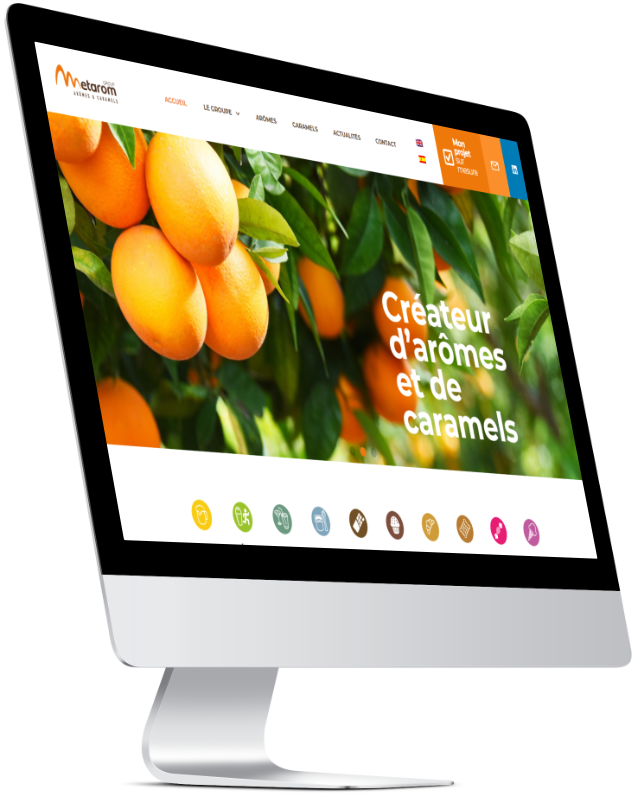 GROUP
Metarom
ARÔMES & CARAMELS
ACCUEIL
LE GROUPE
ARÔMES
CARAMELS
ACTUALITÉS
CONTACT
Mon
projet
sur
mesure
in
Créateur
d'arômes
et de
caramels